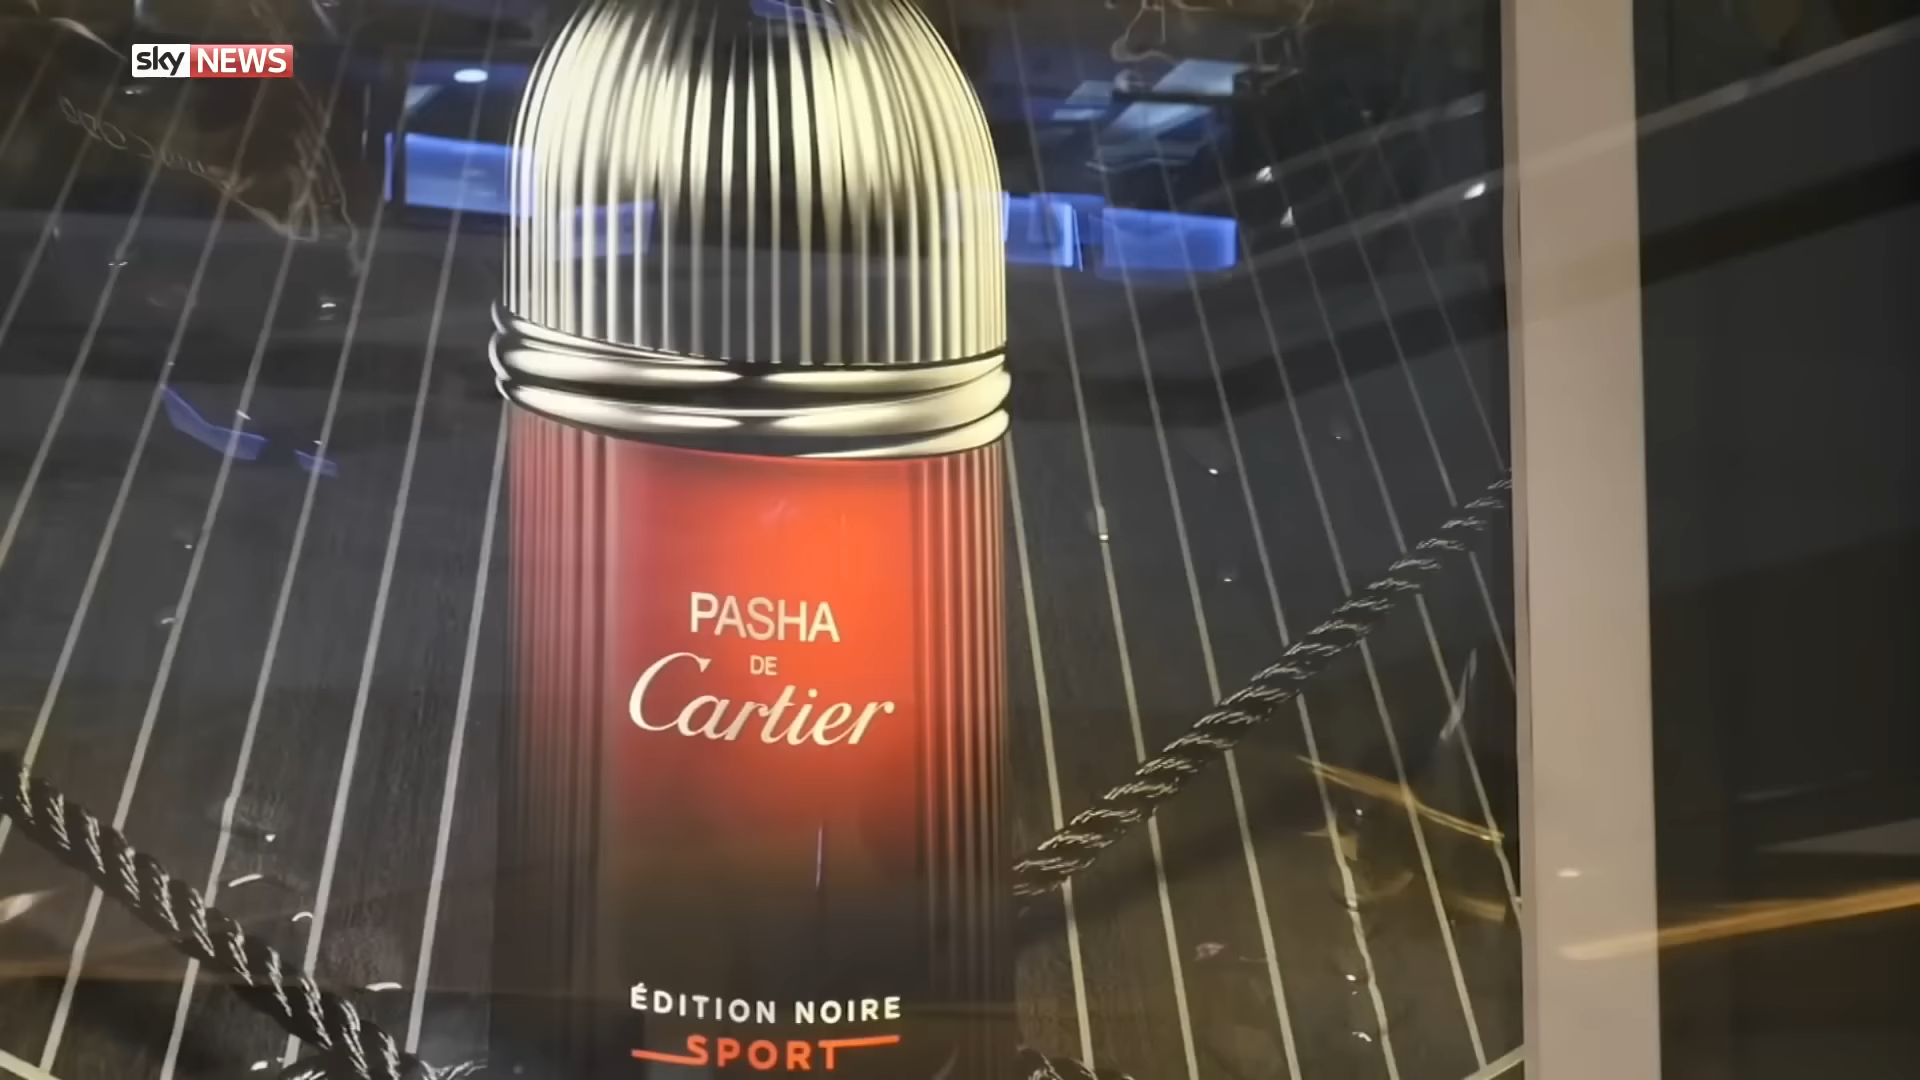 sky NEWS
PASHA
DE
Cartier
ÉDITION NOIRE
SPORT